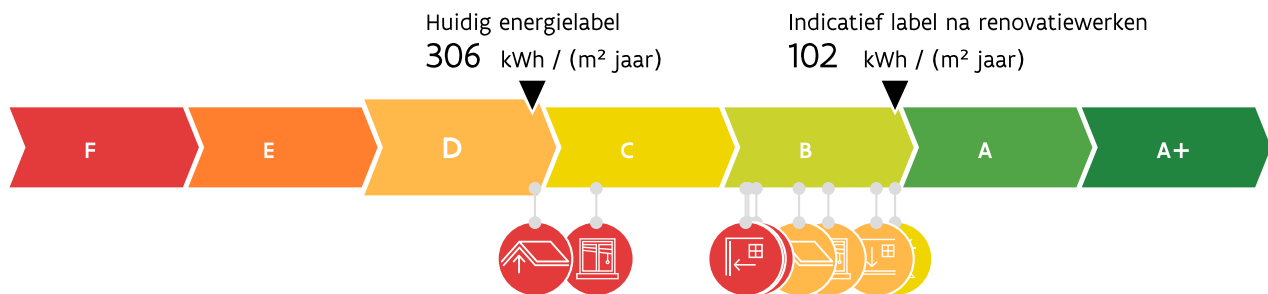 Huidig energielabel
306 kWh / (m² jaar)
Indicatief label na renovatiewerken
102 kWh / (m² jaar)
F
E
D
C
B
A
A+